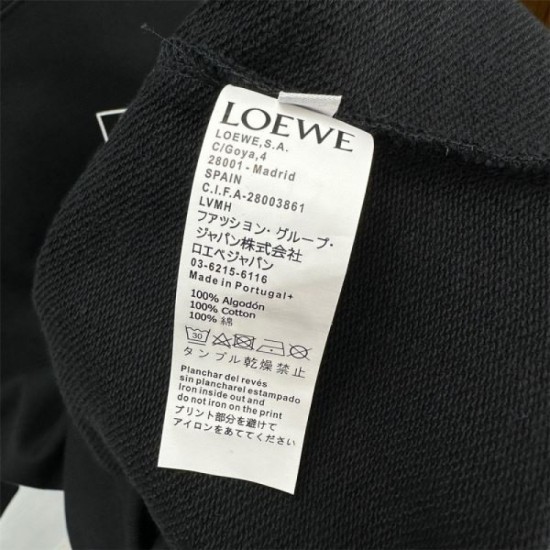 LOEWE
LOEWE,S.A.
C/Goya,4
28001 - Madrid
SPAIN
C.I.F.A-28003861
LVMH
ファッション・グループ・
ジャパン株式会社
ロエベジャパン
03-6215-6116
Made in Portugal+
100% Algodón
100% Cotton
100% 綿
30
タンブル乾燥禁止
Planchar del revés
sin plancharel estampado
Iron inside out and
do not iron on the print
プリント部分を避けて
アイロンをあててください